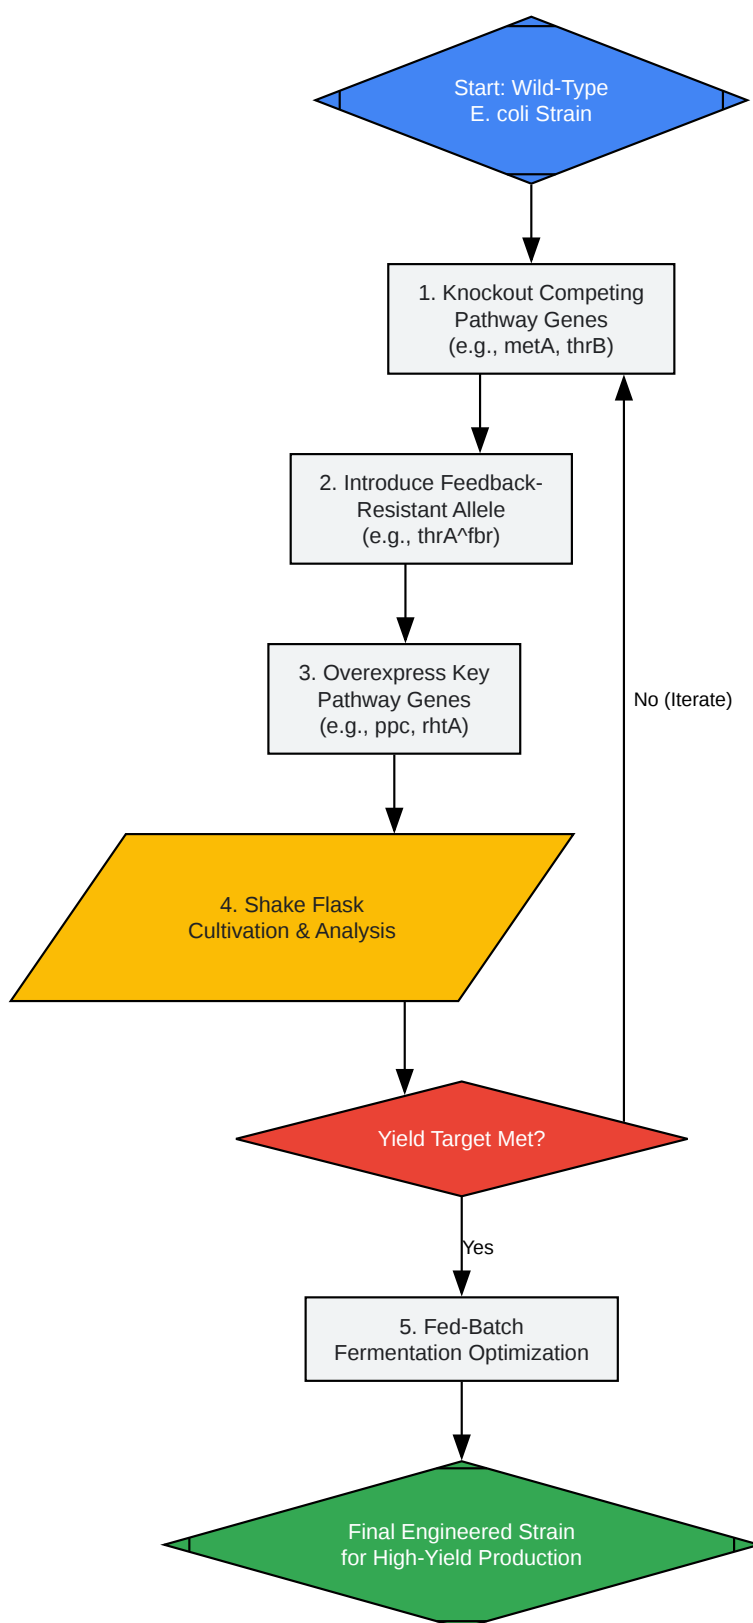 Start: Wild-Type
E. coli Strain
1. Knockout Competing
Pathway Genes
(e.g., metA, thrB)
2. Introduce Feedback-
Resistant Allele
(e.g., thrA^fbr)
3. Overexpress Key
Pathway Genes
(e.g., ppc, rhtA)
No (Iterate)
4. Shake Flask
Cultivation & Analysis
Yield Target Met?
Yes
5. Fed-Batch
Fermentation Optimization
Final Engineered Strain
for High-Yield Production